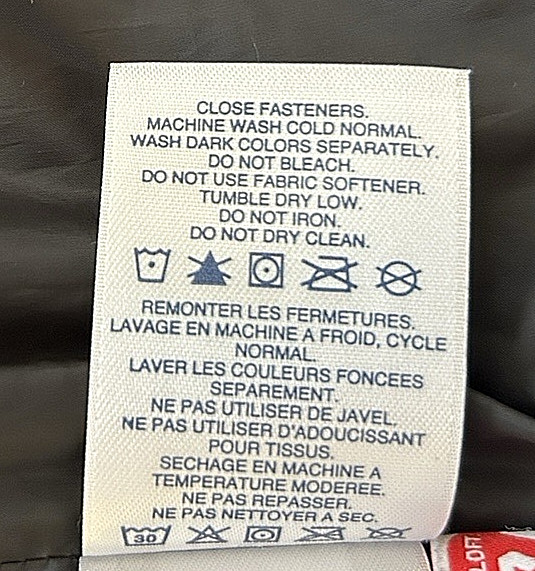 CLOSE FASTENERS.
MACHINE WASH COLD NORMAL.
WASH DARK COLORS SEPARATELY.
DO NOT BLEACH.
DO NOT USE FABRIC SOFTENER.
TUMBLE DRY LOW.
DO NOT IRON.
DO NOT DRY CLEAN.
REMONTER LES FERMETURES.
LAVAGE EN MACHINE A FROID, CYCLE
NORMAL.
LAVER LES COULEURS FONCEES
SEPAREMENT.
NE PAS UTILISER DE JAVEL.
NE PAS UTILISER D'ADOUCISSANT
POUR TISSUS.
SECHAGE EN MACHINE A
TEMPERATURE MODEREE.
NE PAS REPASSER.
NE PAS NETTOYER A SEC.
30